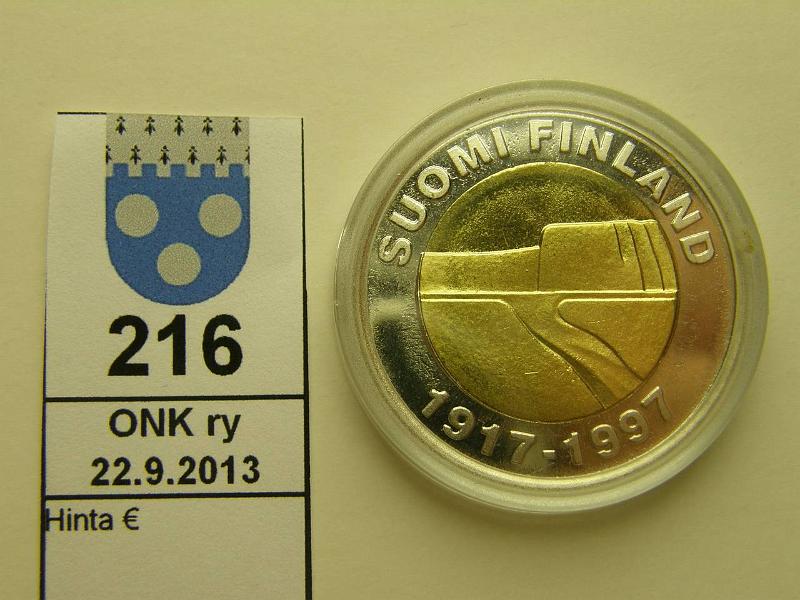 216
ONK ry
22.9.2013
Hinta €
SUOMI FINLAND
1917-1997